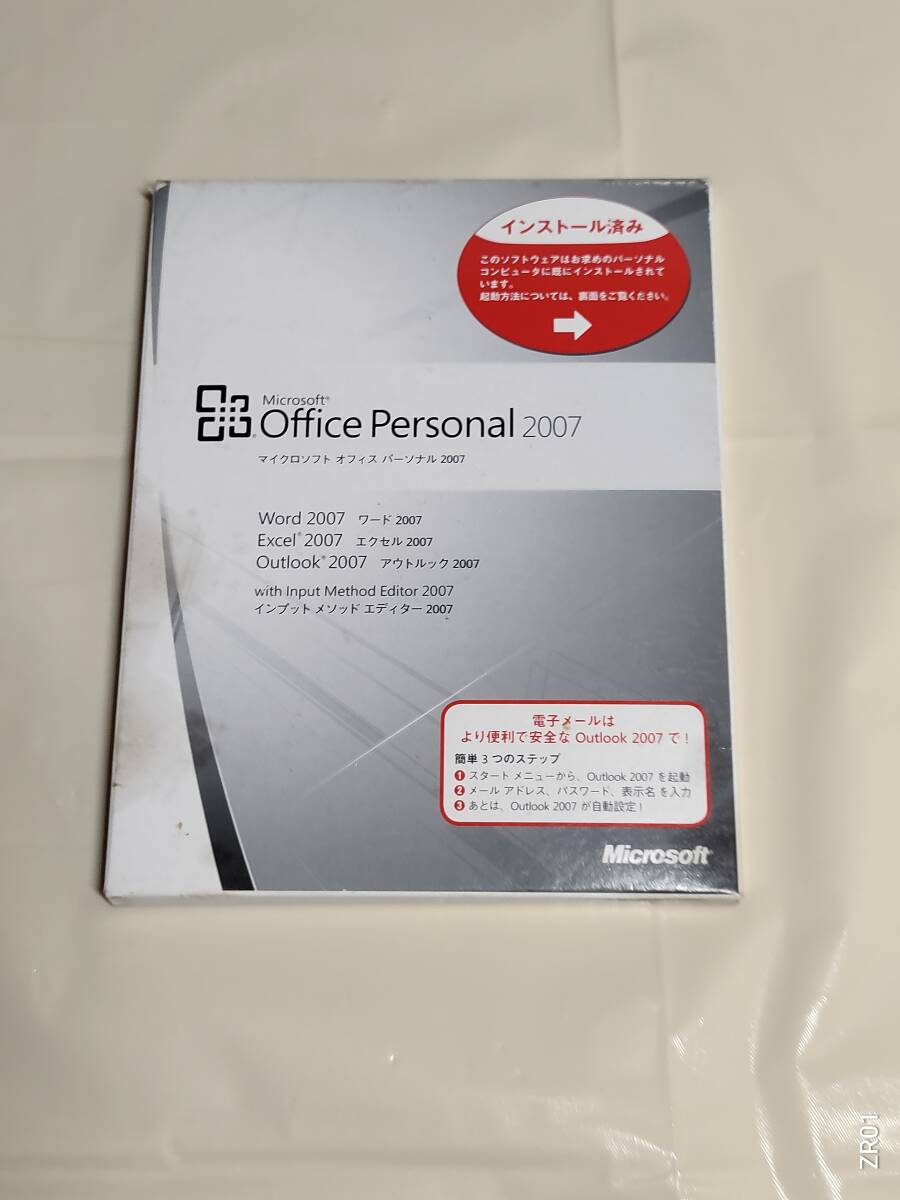 インストール済み
このソフトウェアはお求めのパーソナル
コンピュータに既にインストールされて
います。
起動方法については、裏面をご覧ください。
Microsoft®
Office Personal 2007
マイクロソフト オフィス パーソナル 2007
Word 2007 ワード 2007
Excel® 2007 エクセル 2007
Outlook® 2007 アウトルック 2007
with Input Method Editor 2007
インプット メソッド エディター 2007
電子メールは
より便利で安全な Outlook 2007 で！
簡単 3 つのステップ
❶ スタート メニューから、Outlook 2007 を起動
❷ メール アドレス、パスワード、表示名 を入力
❸ あとは、Outlook 2007 が自動設定！
Microsoft®
ZR01